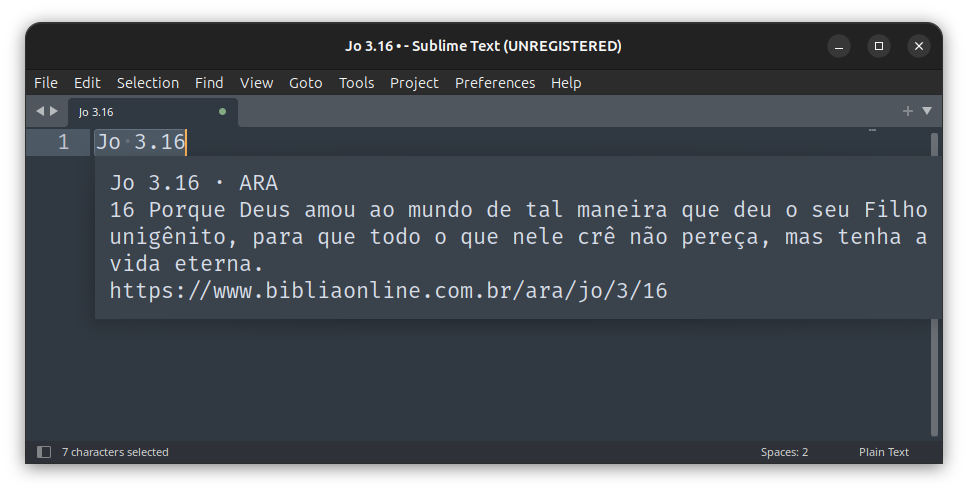 Jo 3.16 • - Sublime Text (UNREGISTERED)
File Edit Selection Find View Goto Tools Project Preferences Help
Jo 3.16
1 Jo 3.16
Jo 3.16 · ARA
16 Porque Deus amou ao mundo de tal maneira que deu o seu Filho
unigênito, para que todo o que nele crê não pereça, mas tenha a
vida eterna.
https://www.bibliaonline.com.br/ara/jo/3/16
7 characters selected Spaces: 2 Plain Text